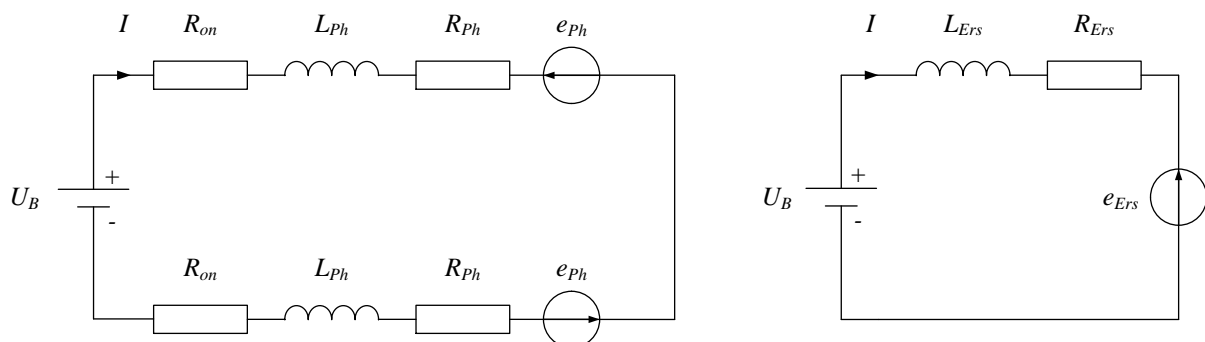 I R_on L_Ph R_Ph e_Ph
U_B + -
R_on L_Ph R_Ph e_Ph
I L_Ers R_Ers
U_B + -
e_Ers